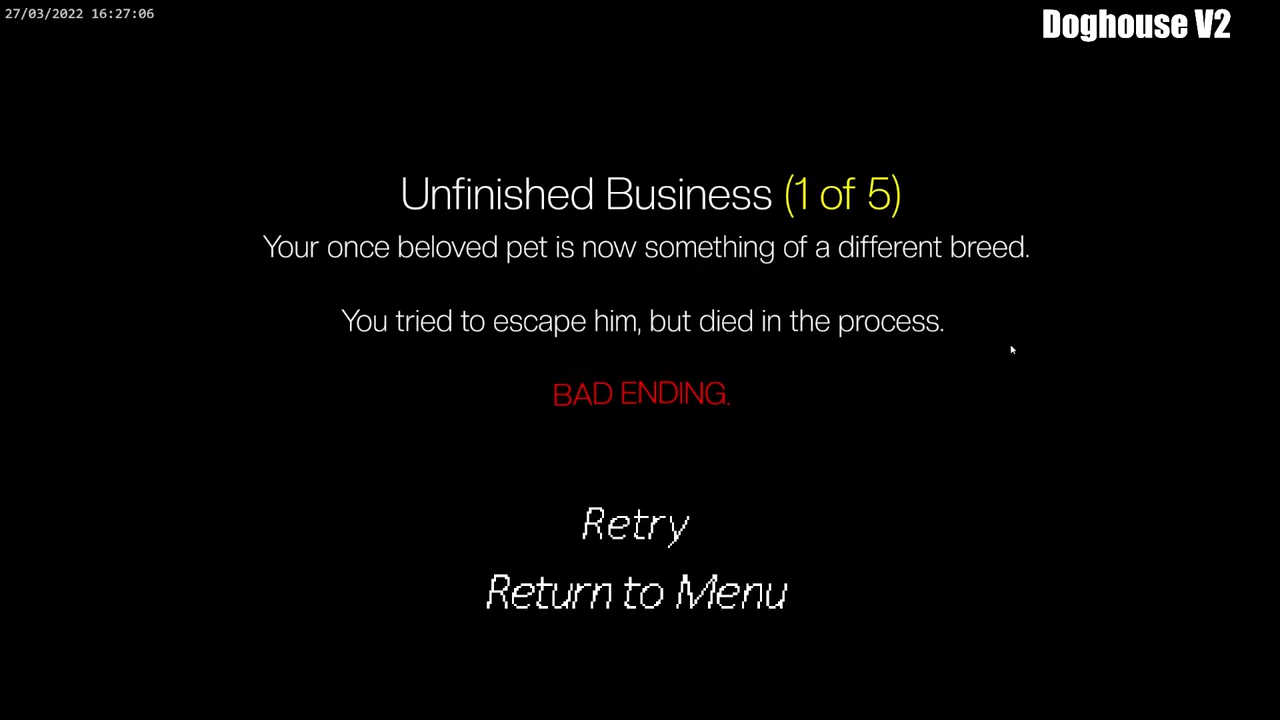 27/03/2022 16:27:06
Doghouse V2
Unfinished Business (1 of 5)
Your once beloved pet is now something of a different breed.
You tried to escape him, but died in the process.
BAD ENDING.
Retry
Return to Menu